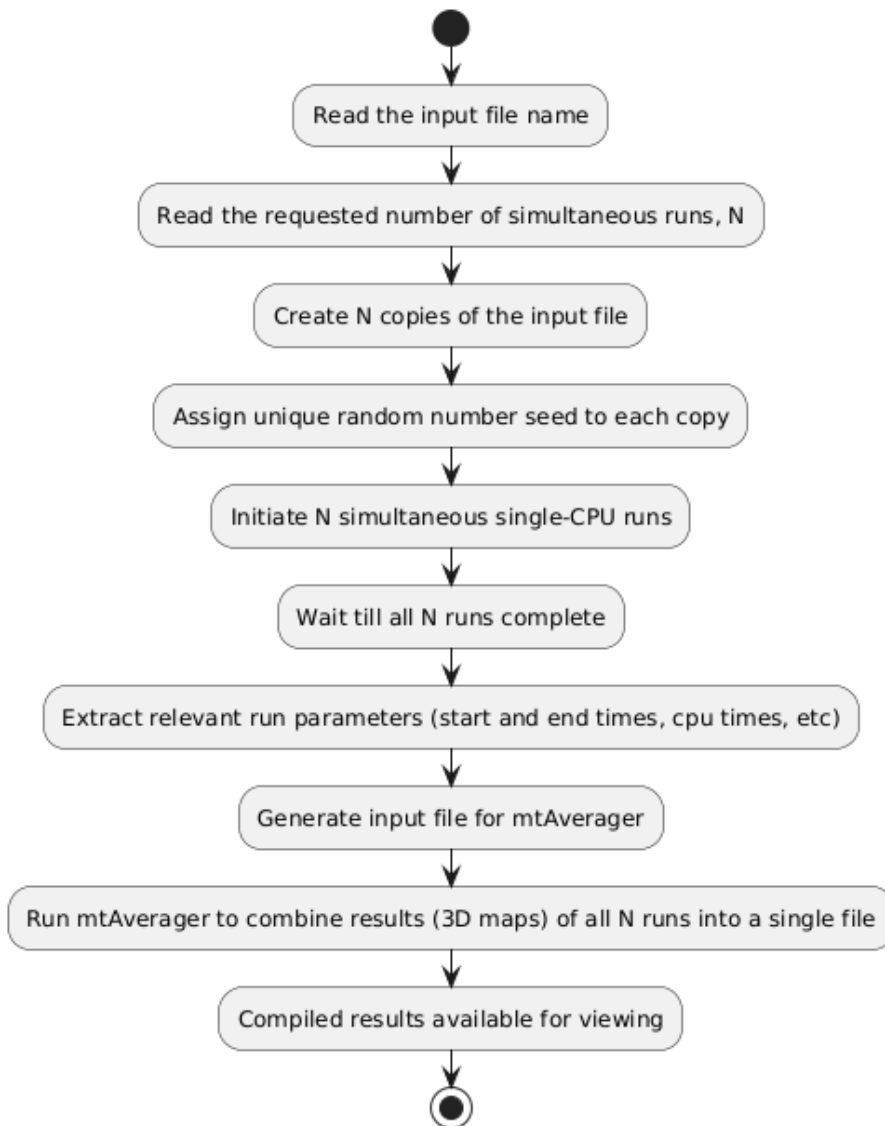 Read the input file name
Read the requested number of simultaneous runs, N
Create N copies of the input file
Assign unique random number seed to each copy
Initiate N simultaneous single-CPU runs
Wait till all N runs complete
Extract relevant run parameters (start and end times, cpu times, etc)
Generate input file for mtAverager
Run mtAverager to combine results (3D maps) of all N runs into a single file
Compiled results available for viewing